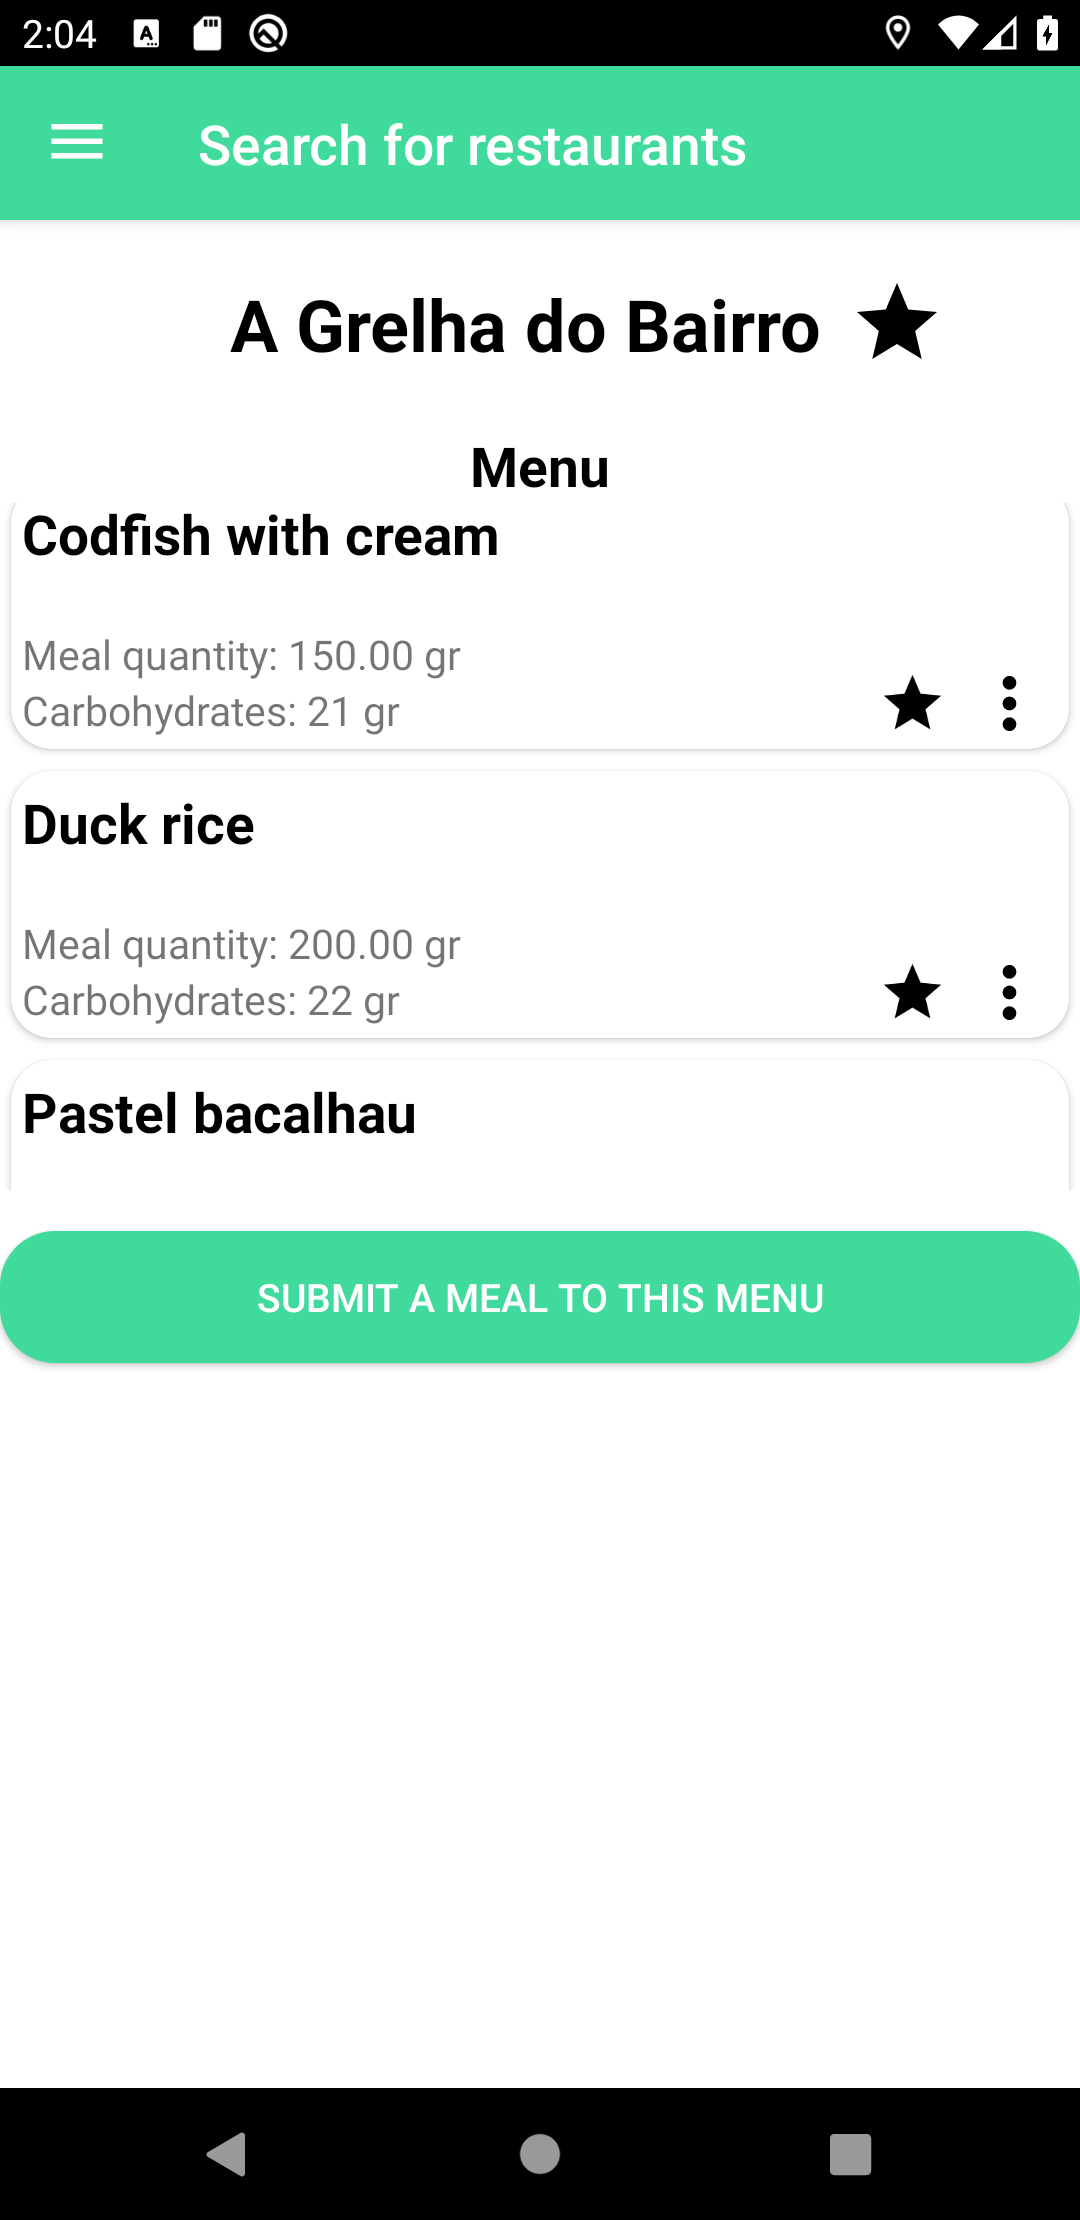 2:04
Search for restaurants
A Grelha do Bairro
Menu
Codfish with cream
Meal quantity: 150.00 gr
Carbohydrates: 21 gr
Duck rice
Meal quantity: 200.00 gr
Carbohydrates: 22 gr
Pastel bacalhau
SUBMIT A MEAL TO THIS MENU